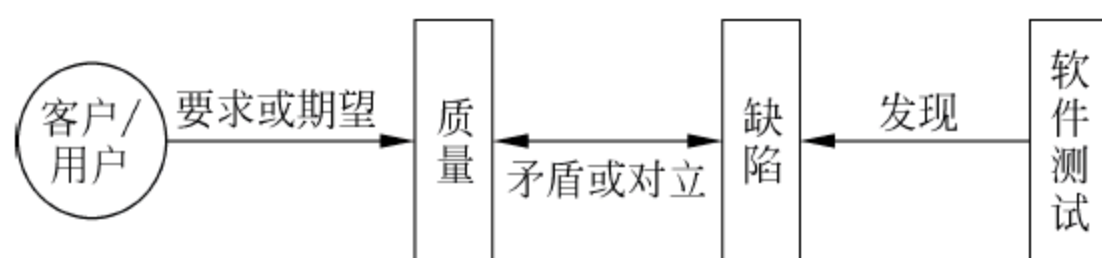 客户/
用户
要求或期望
质量
矛盾或对立
缺陷
发现
软件测试